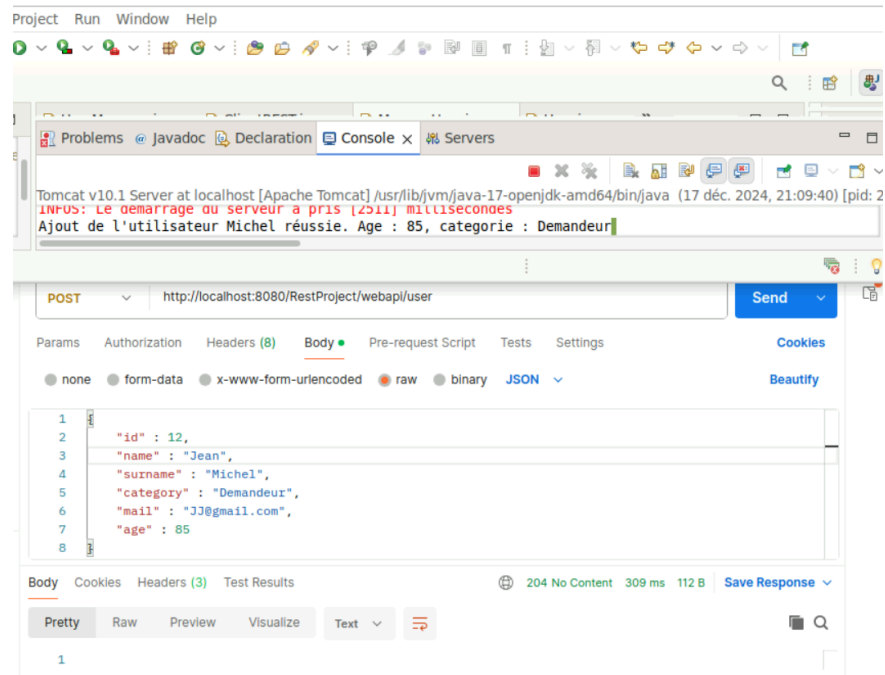 Project Run Window Help
Problems @ Javadoc Declaration Console × Servers
Tomcat v10.1 Server at localhost [Apache Tomcat] /usr/lib/jvm/java-17-openjdk-amd64/bin/java (17 déc. 2024, 21:09:40) [pid: 2
INFOS: Le démarrage du serveur a pris [2511] millisecondes
Ajout de l'utilisateur Michel réussie. Age : 85, categorie : Demandeur
POST http://localhost:8080/RestProject/webapi/user Send
Params Authorization Headers (8) Body Pre-request Script Tests Settings Cookies
none form-data x-www-form-urlencoded raw binary JSON Beautify
1 {
2 "id" : 12,
3 "name" : "Jean",
4 "surname" : "Michel",
5 "category" : "Demandeur",
6 "mail" : "JJ@gmail.com",
7 "age" : 85
8 }
Body Cookies Headers (3) Test Results 204 No Content 309 ms 112 B Save Response
Pretty Raw Preview Visualize Text
1